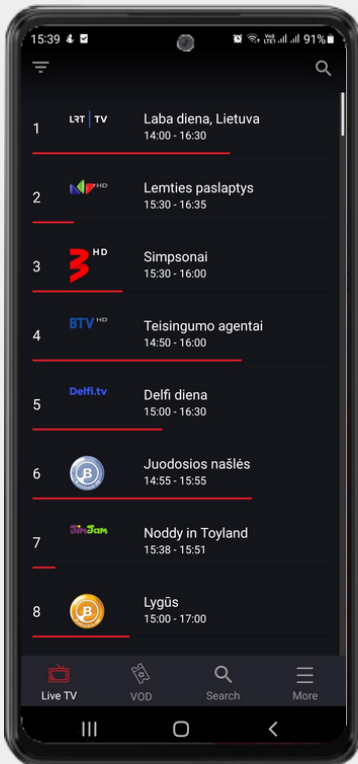 15:39
91%
1
LRT | TV
Laba diena, Lietuva
14:00 - 16:30
2
HD
Lemties paslaptys
15:30 - 16:35
3
HD
Simpsonai
15:30 - 16:00
4
BTV HD
Teisingumo agentai
14:50 - 16:00
5
Delfi.tv
Delfi diena
15:00 - 16:30
6
B
Juodosios našlės
14:55 - 15:55
7
JimJam
Noddy in Toyland
15:38 - 15:51
8
B
Lygūs
15:00 - 17:00
Live TV
VOD
Search
More